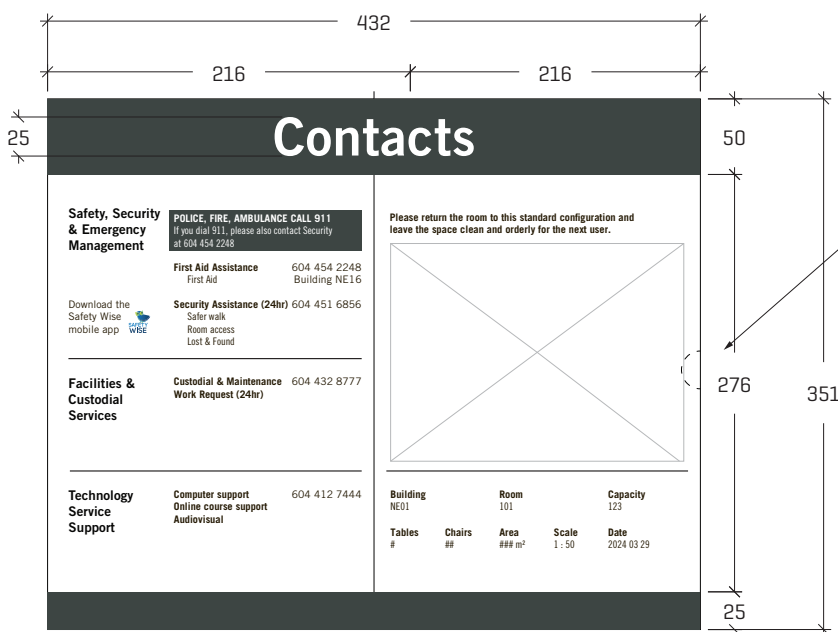 432
216
216
25
Contacts
50
Safety, Security
& Emergency
Management
POLICE, FIRE, AMBULANCE CALL 911
If you dial 911, please also contact Security
at 604 454 2248
First Aid Assistance 604 454 2248
First Aid Building NE16
Download the
Safety Wise
mobile app
SAFETY
WISE
Security Assistance (24hr) 604 451 6856
Safer walk
Room access
Lost & Found
Facilities &
Custodial
Services
Custodial & Maintenance 604 432 8777
Work Request (24hr)
Technology
Service
Support
Computer support 604 412 7444
Online course support
Audiovisual
Please return the room to this standard configuration and
leave the space clean and orderly for the next user.
Building Room Capacity
NE01 101 123
Tables Chairs Area Scale Date
# ## ### m² 1 : 50 2024 03 29
276
351
25